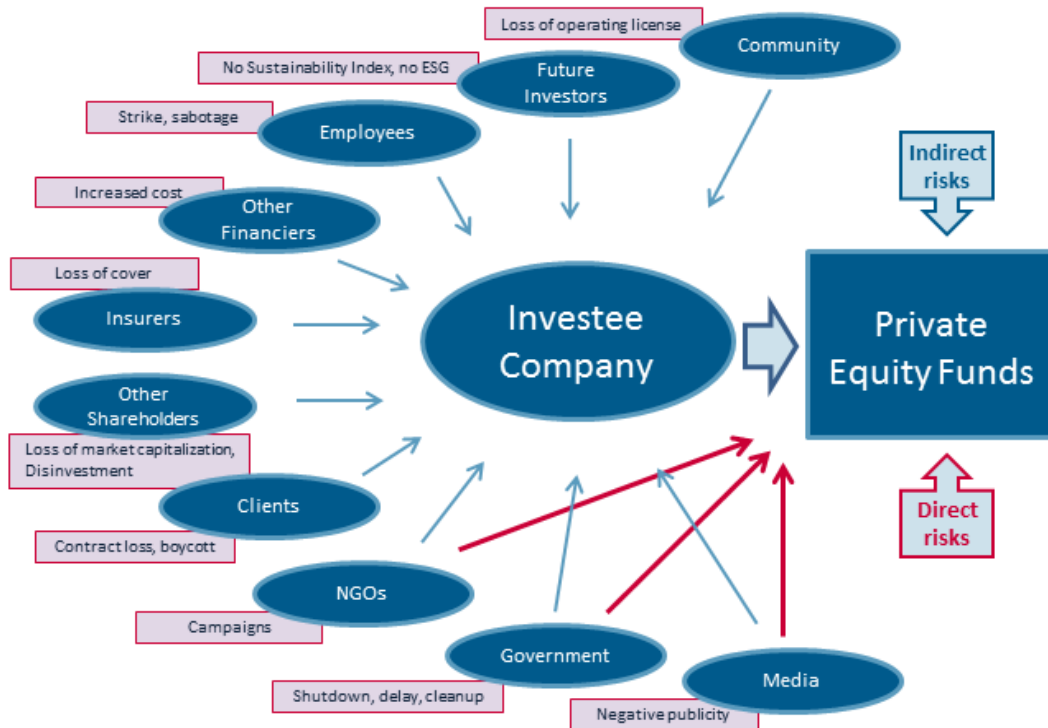 Loss of operating license
Community
No Sustainability Index, no ESG
Future
Investors
Strike, sabotage
Employees
Indirect
risks
Increased cost
Other
Financiers
Loss of cover
Insurers
Investee
Company
Private
Equity Funds
Other
Shareholders
Loss of market capitalization,
Disinvestment
Clients
Contract loss, boycott
Direct
risks
NGOs
Campaigns
Government
Shutdown, delay, cleanup
Media
Negative publicity